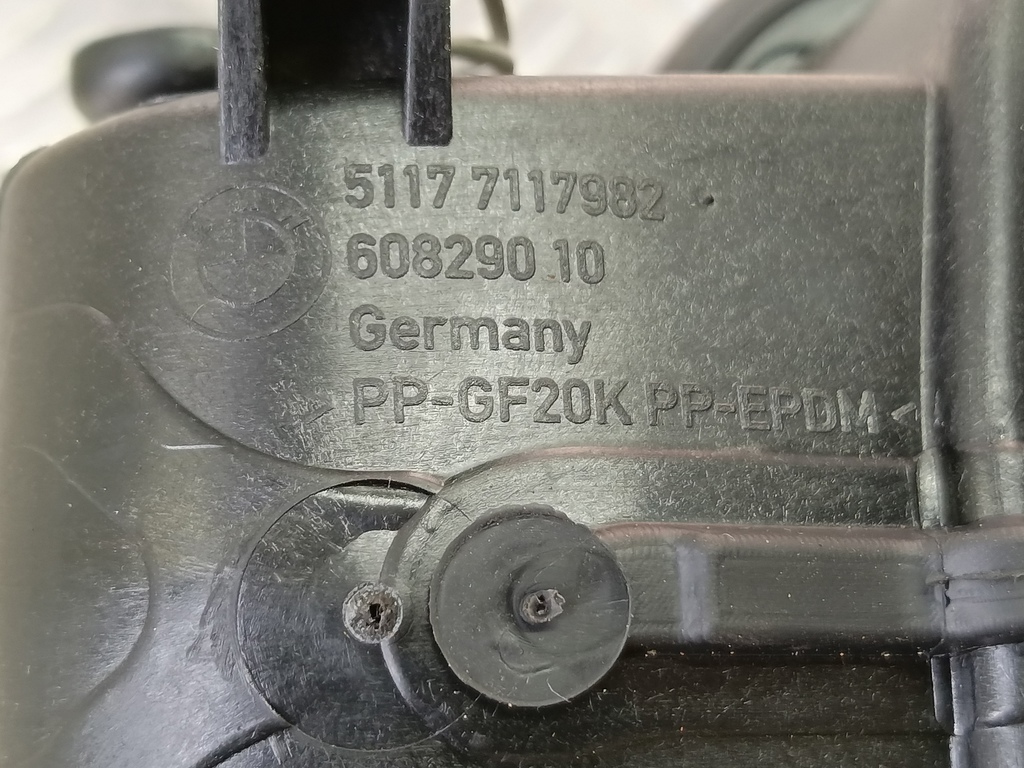 5117 7117982
608290 10
Germany
> PP-GF20K PP-EPDM <